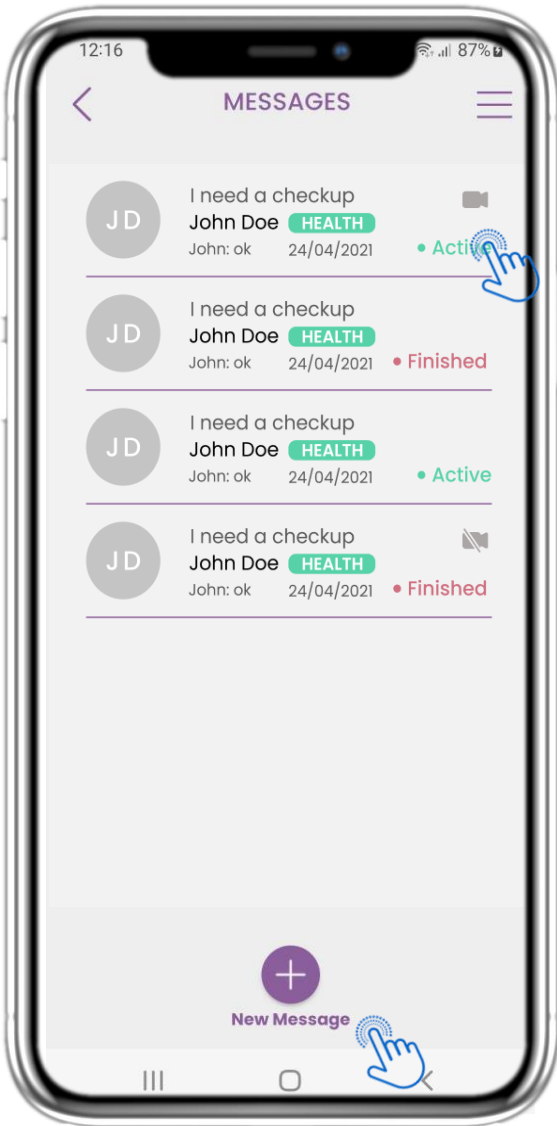 12:16 87%
MESSAGES
JD
I need a checkup
John Doe HEALTH
John: ok 24/04/2021 • Active
JD
I need a checkup
John Doe HEALTH
John: ok 24/04/2021 • Finished
JD
I need a checkup
John Doe HEALTH
John: ok 24/04/2021 • Active
JD
I need a checkup
John Doe HEALTH
John: ok 24/04/2021 • Finished
New Message